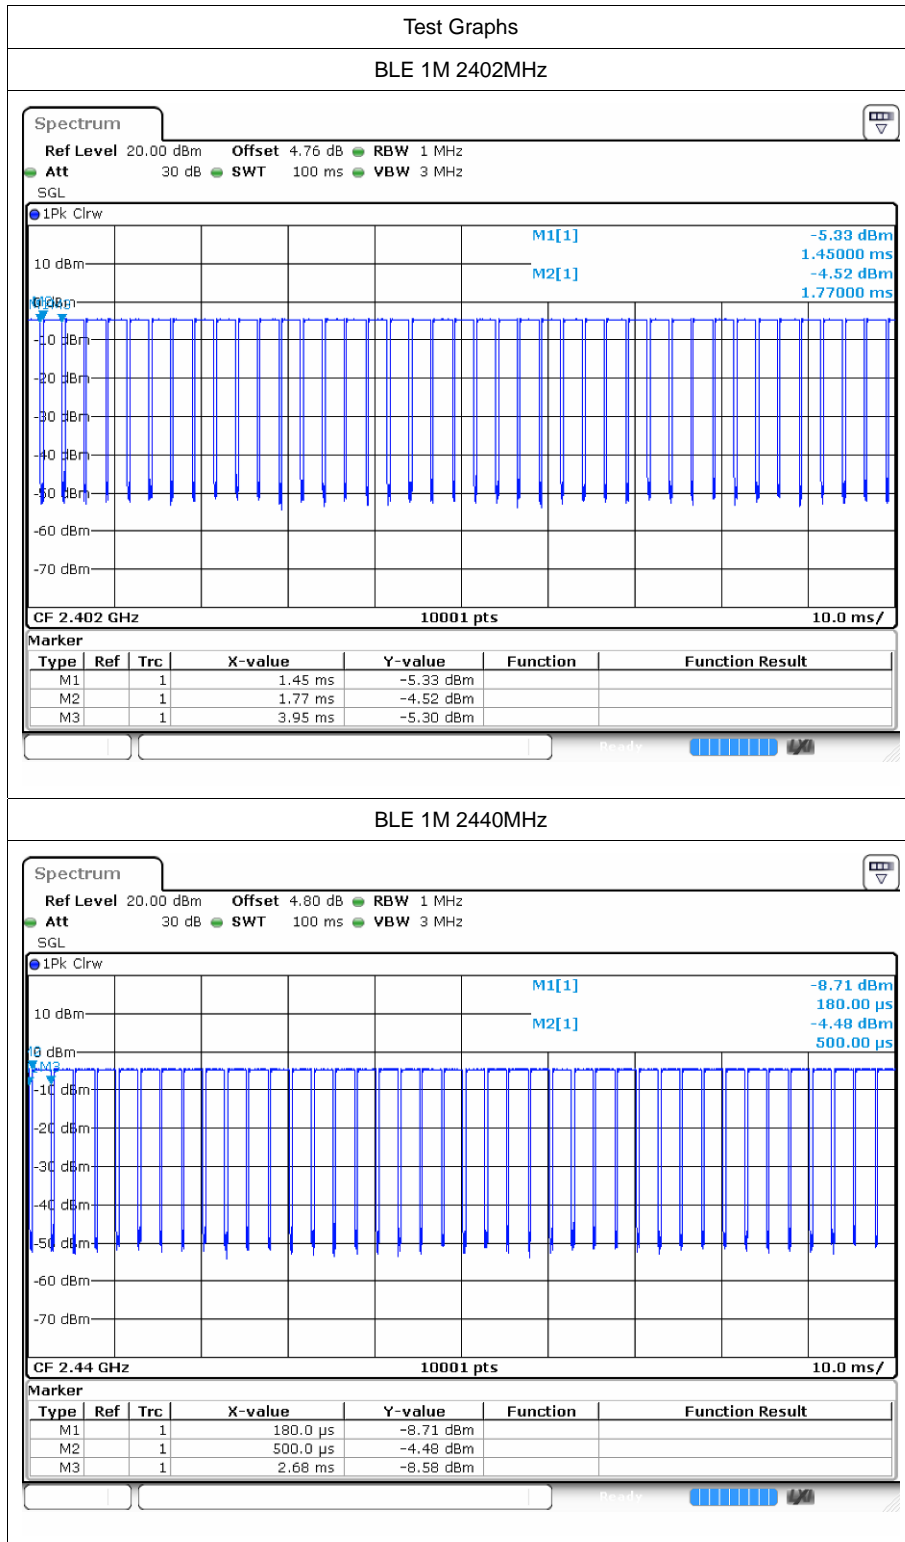 Test Graphs
BLE 1M 2402MHz
Spectrum
Ref Level 20.00 dBm Offset 4.76 dB RBW 1 MHz
Att 30 dB SWT 100 ms VBW 3 MHz
SGL
1Pk Clrw
M1[1] -5.33 dBm
1.45000 ms
10 dBm
M2[1] -4.52 dBm
1.77000 ms
-10 dBm
-20 dBm
-30 dBm
-40 dBm
-50 dBm
-60 dBm
-70 dBm
CF 2.402 GHz 10001 pts 10.0 ms/
Marker
Type Ref Trc X-value Y-value Function Function Result
M1 1 1.45 ms -5.33 dBm
M2 1 1.77 ms -4.52 dBm
M3 1 3.95 ms -5.30 dBm
Ready LXI
BLE 1M 2440MHz
Spectrum
Ref Level 20.00 dBm Offset 4.80 dB RBW 1 MHz
Att 30 dB SWT 100 ms VBW 3 MHz
SGL
1Pk Clrw
M1[1] -8.71 dBm
180.00 µs
10 dBm
M2[1] -4.48 dBm
500.00 µs
0 dBm
M3
-10 dBm
-20 dBm
-30 dBm
-40 dBm
-50 dBm
-60 dBm
-70 dBm
CF 2.44 GHz 10001 pts 10.0 ms/
Marker
Type Ref Trc X-value Y-value Function Function Result
M1 1 180.0 µs -8.71 dBm
M2 1 500.0 µs -4.48 dBm
M3 1 2.68 ms -8.58 dBm
Ready LXI